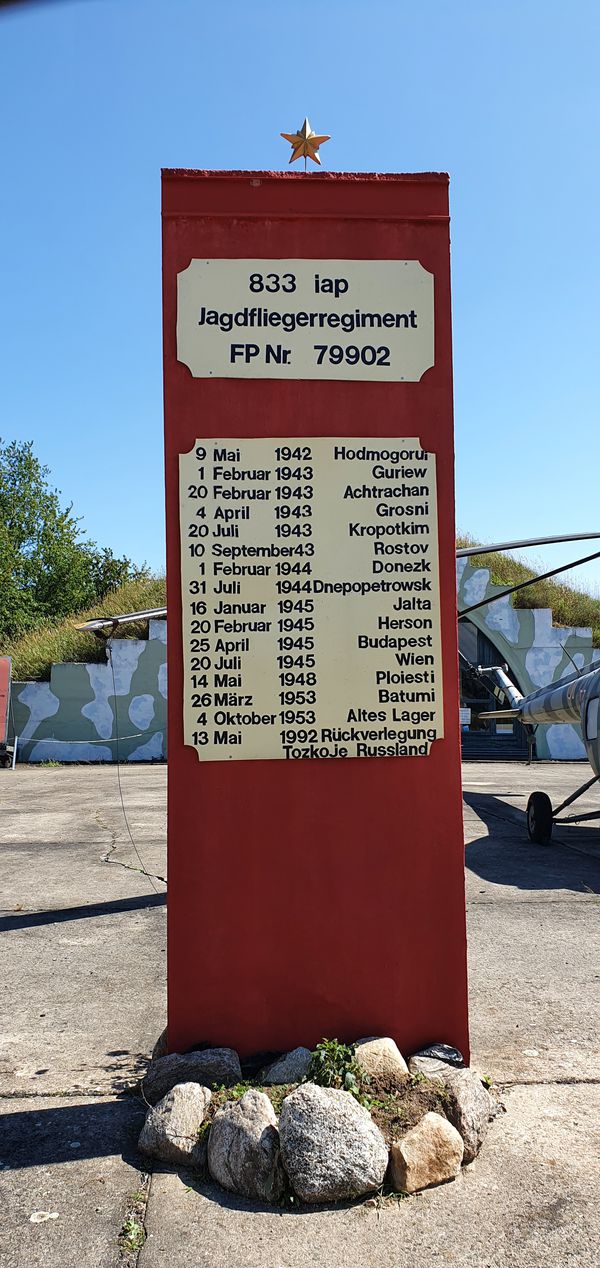 833 iap
Jagdfliegerregiment
FP Nr. 79902
9 Mai 1942 Hodmogorui
1 Februar 1943 Guriew
20 Februar 1943 Achtrachan
4 April 1943 Grosni
20 Juli 1943 Kropotkim
10 September 43 Rostov
1 Februar 1944 Donezk
31 Juli 1944 Dnepopetrowsk
16 Januar 1945 Jalta
20 Februar 1945 Herson
25 April 1945 Budapest
20 Juli 1945 Wien
14 Mai 1948 Ploiesti
26 März 1953 Batumi
4 Oktober 1953 Altes Lager
13 Mai 1992 Rückverlegung
TozkoJe Russland